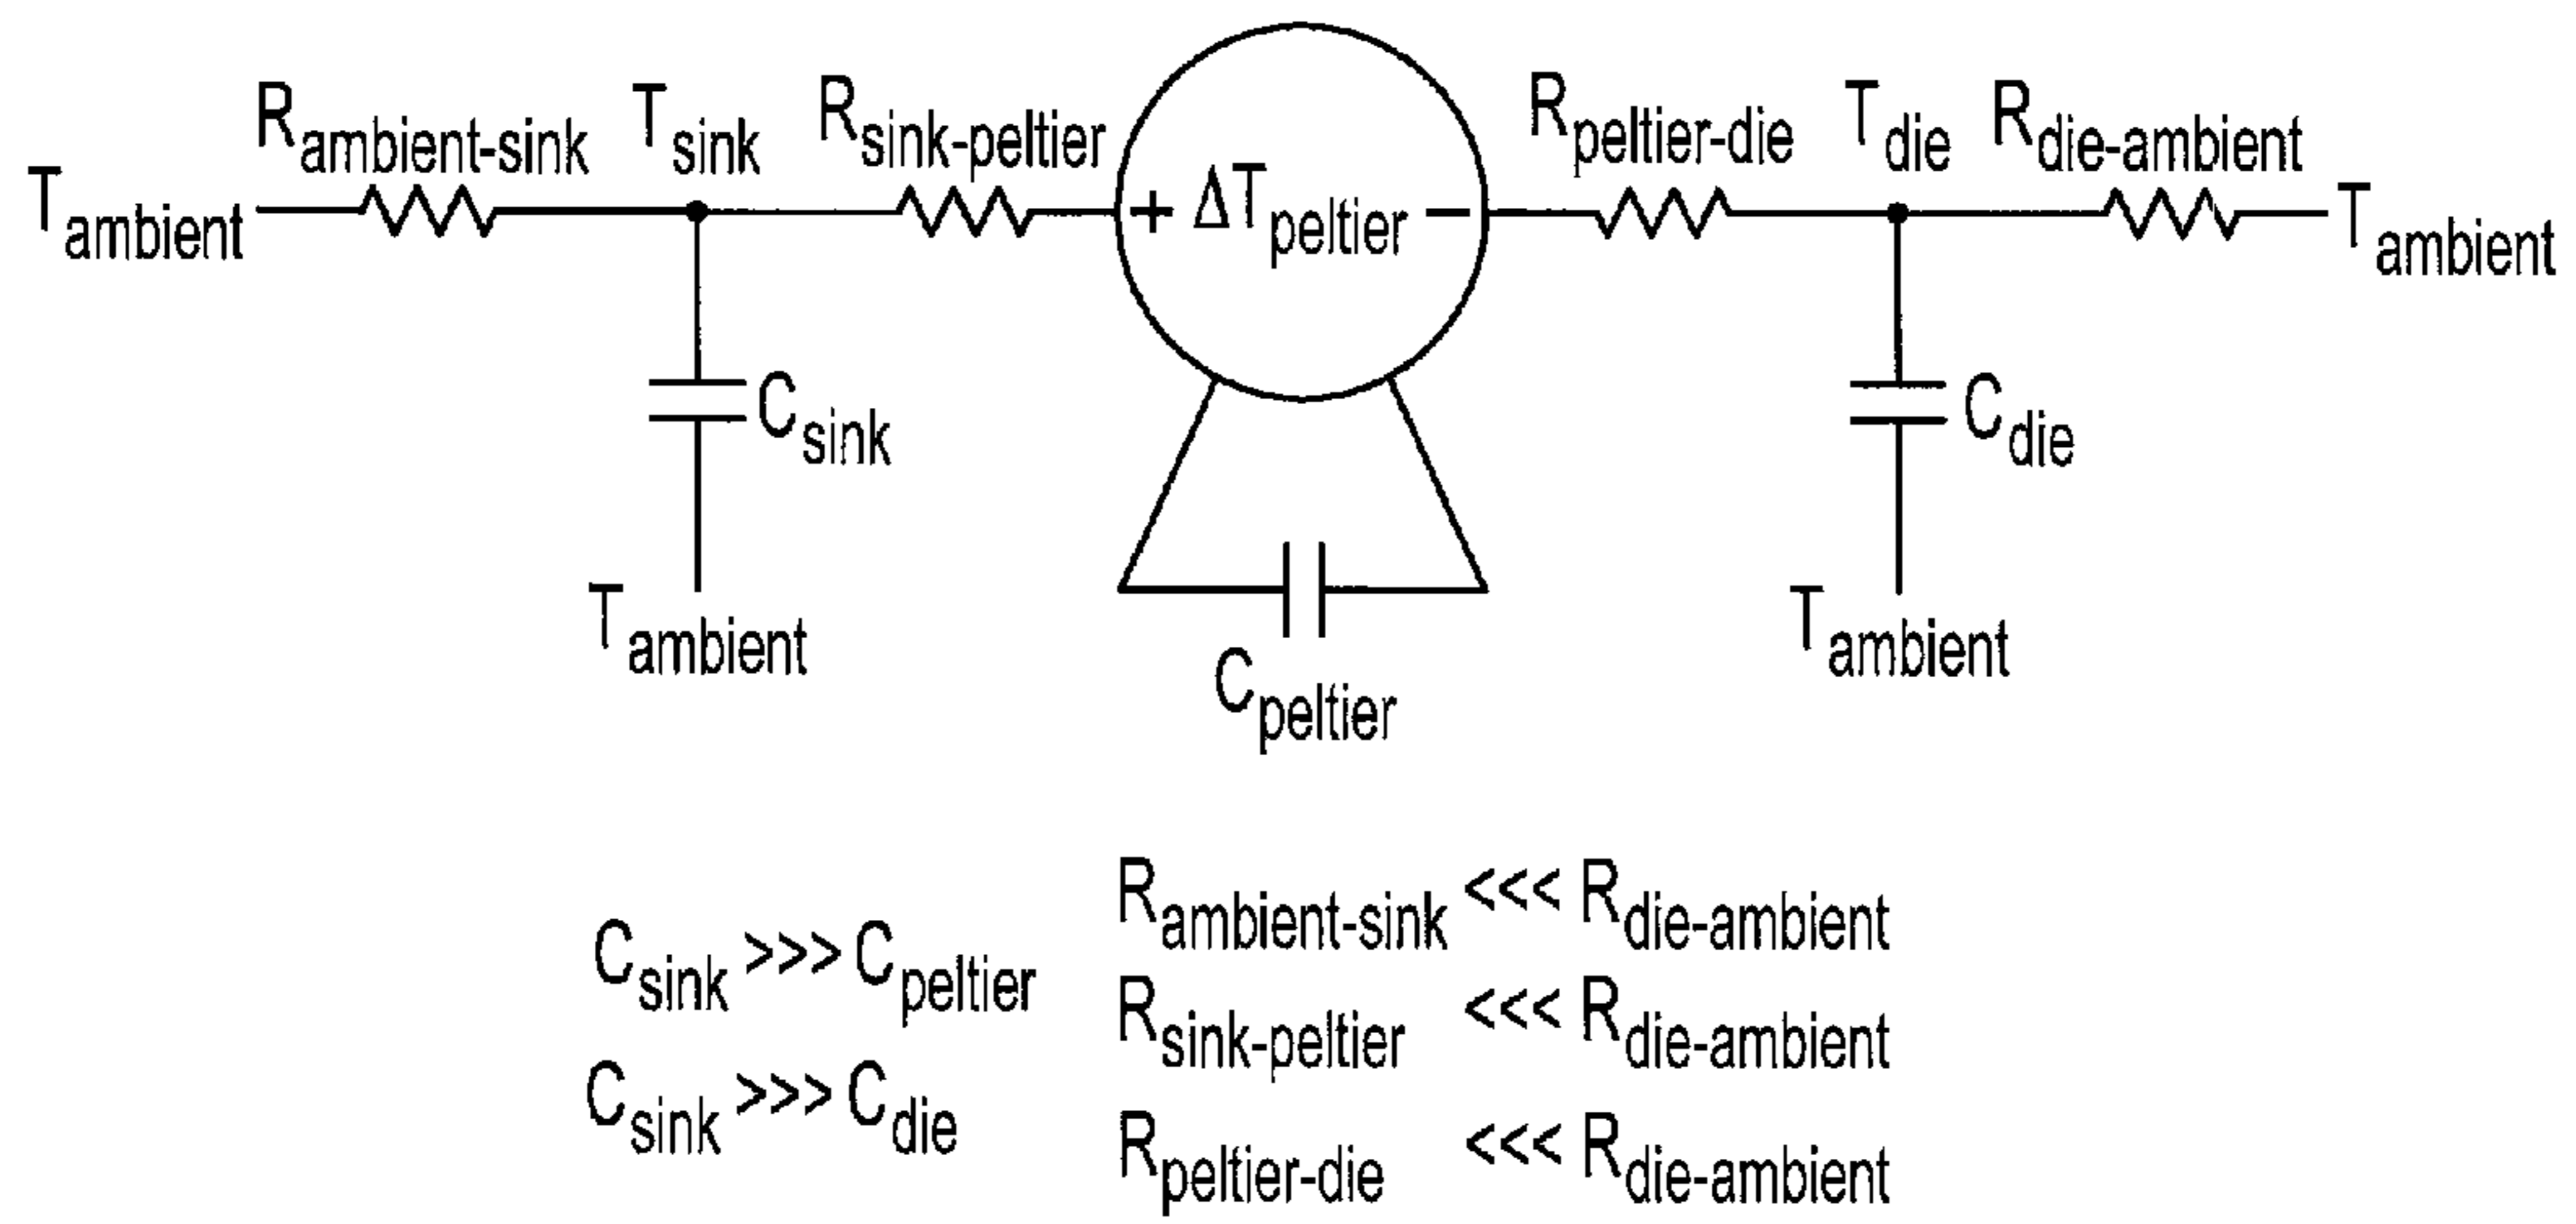 T_ambient R_ambient-sink T_sink R_sink-peltier + ΔT_peltier − R_peltier-die T_die R_die-ambient T_ambient
C_sink C_die
T_ambient T_ambient
C_peltier
R_ambient-sink <<< R_die-ambient
C_sink >>> C_peltier
R_sink-peltier <<< R_die-ambient
C_sink >>> C_die
R_peltier-die <<< R_die-ambient